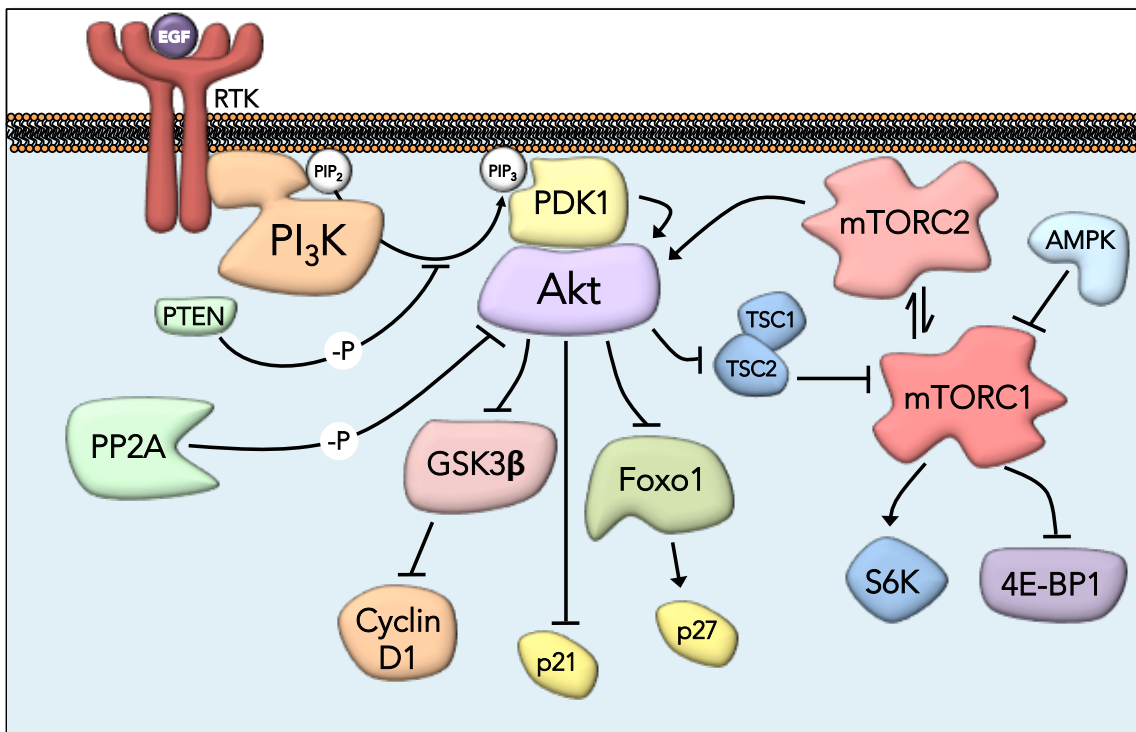 EGF
RTK
PIP₂
PIP₃
PDK1
mTORC2
PI₃K
AMPK
Akt
PTEN
TSC1
-P
TSC2
mTORC1
PP2A
-P
GSK3β
Foxo1
S6K
4E-BP1
Cyclin
D1
p21
p27